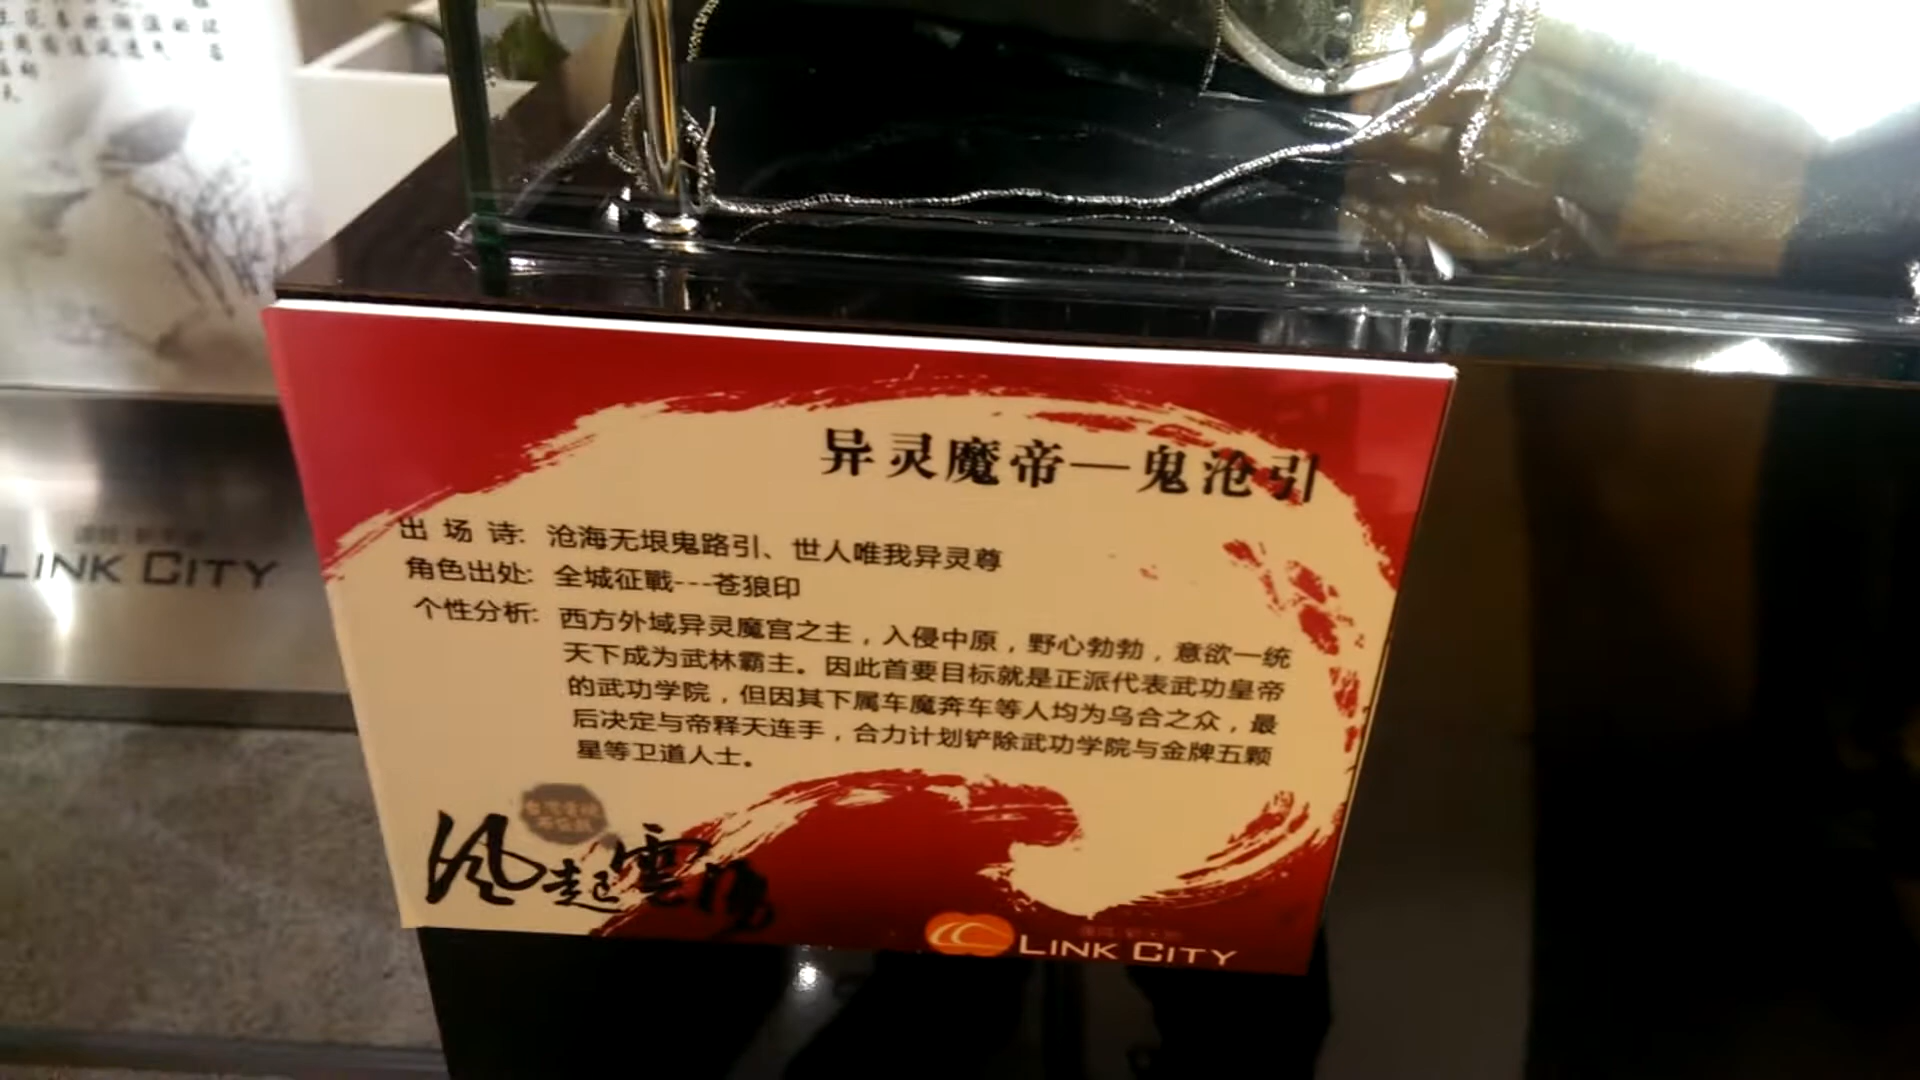 异灵魔帝—鬼沧引
出 场 诗: 沧海无垠鬼路引、世人唯我异灵尊
角色出处: 全城征戰---苍狼印
个性分析: 西方外域异灵魔宫之主，入侵中原，野心勃勃，意欲一统
天下成为武林霸主。因此首要目标就是正派代表武功皇帝
的武功学院，但因其下属车魔奔车等人均为乌合之众，最
后决定与帝释天连手，合力计划铲除武功学院与金牌五颗
星等卫道人士。
风起雲湧
LINK CITY
LINK CITY